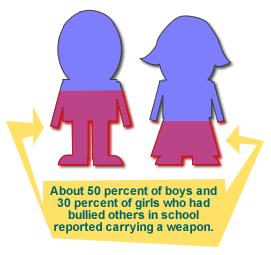 About 50 percent of boys and
30 percent of girls who had
bullied others in school
reported carrying a weapon.